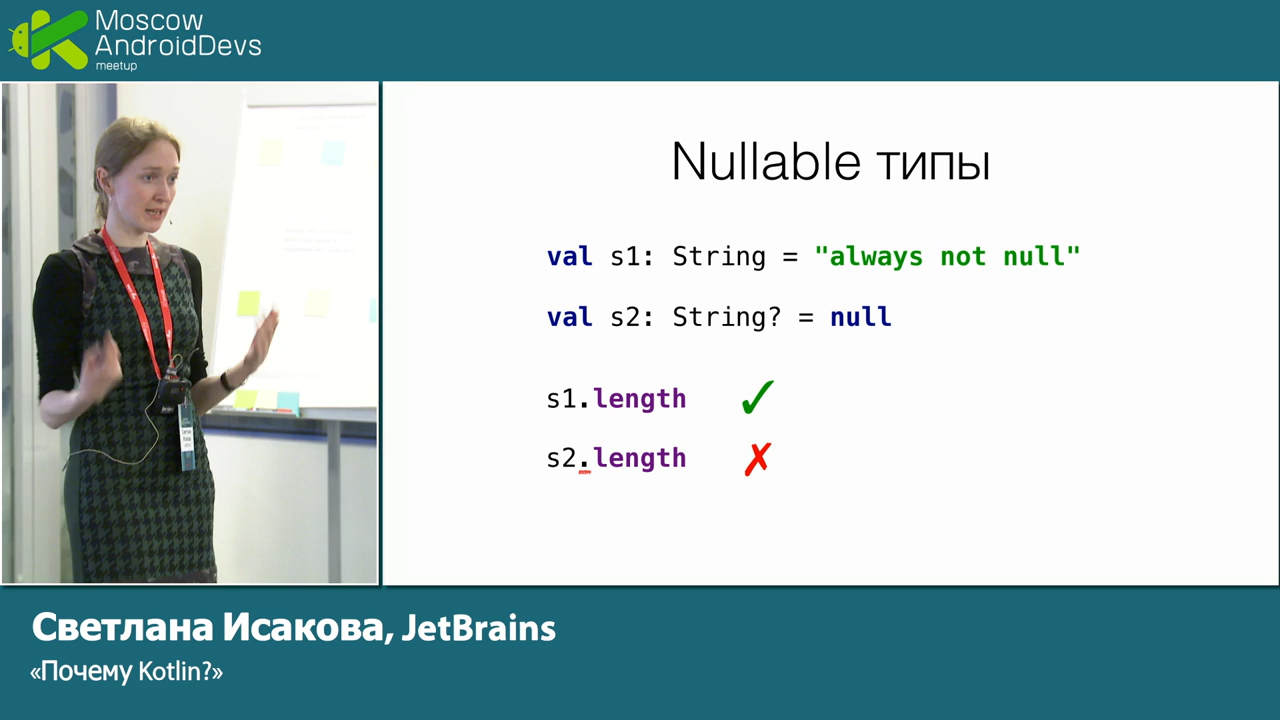 Moscow
AndroidDevs
meetup
Nullable типы
val s1: String = "always not null"
val s2: String? = null
s1.length ✓
s2.length ✗
Светлана Исакова, JetBrains
«Почему Kotlin?»